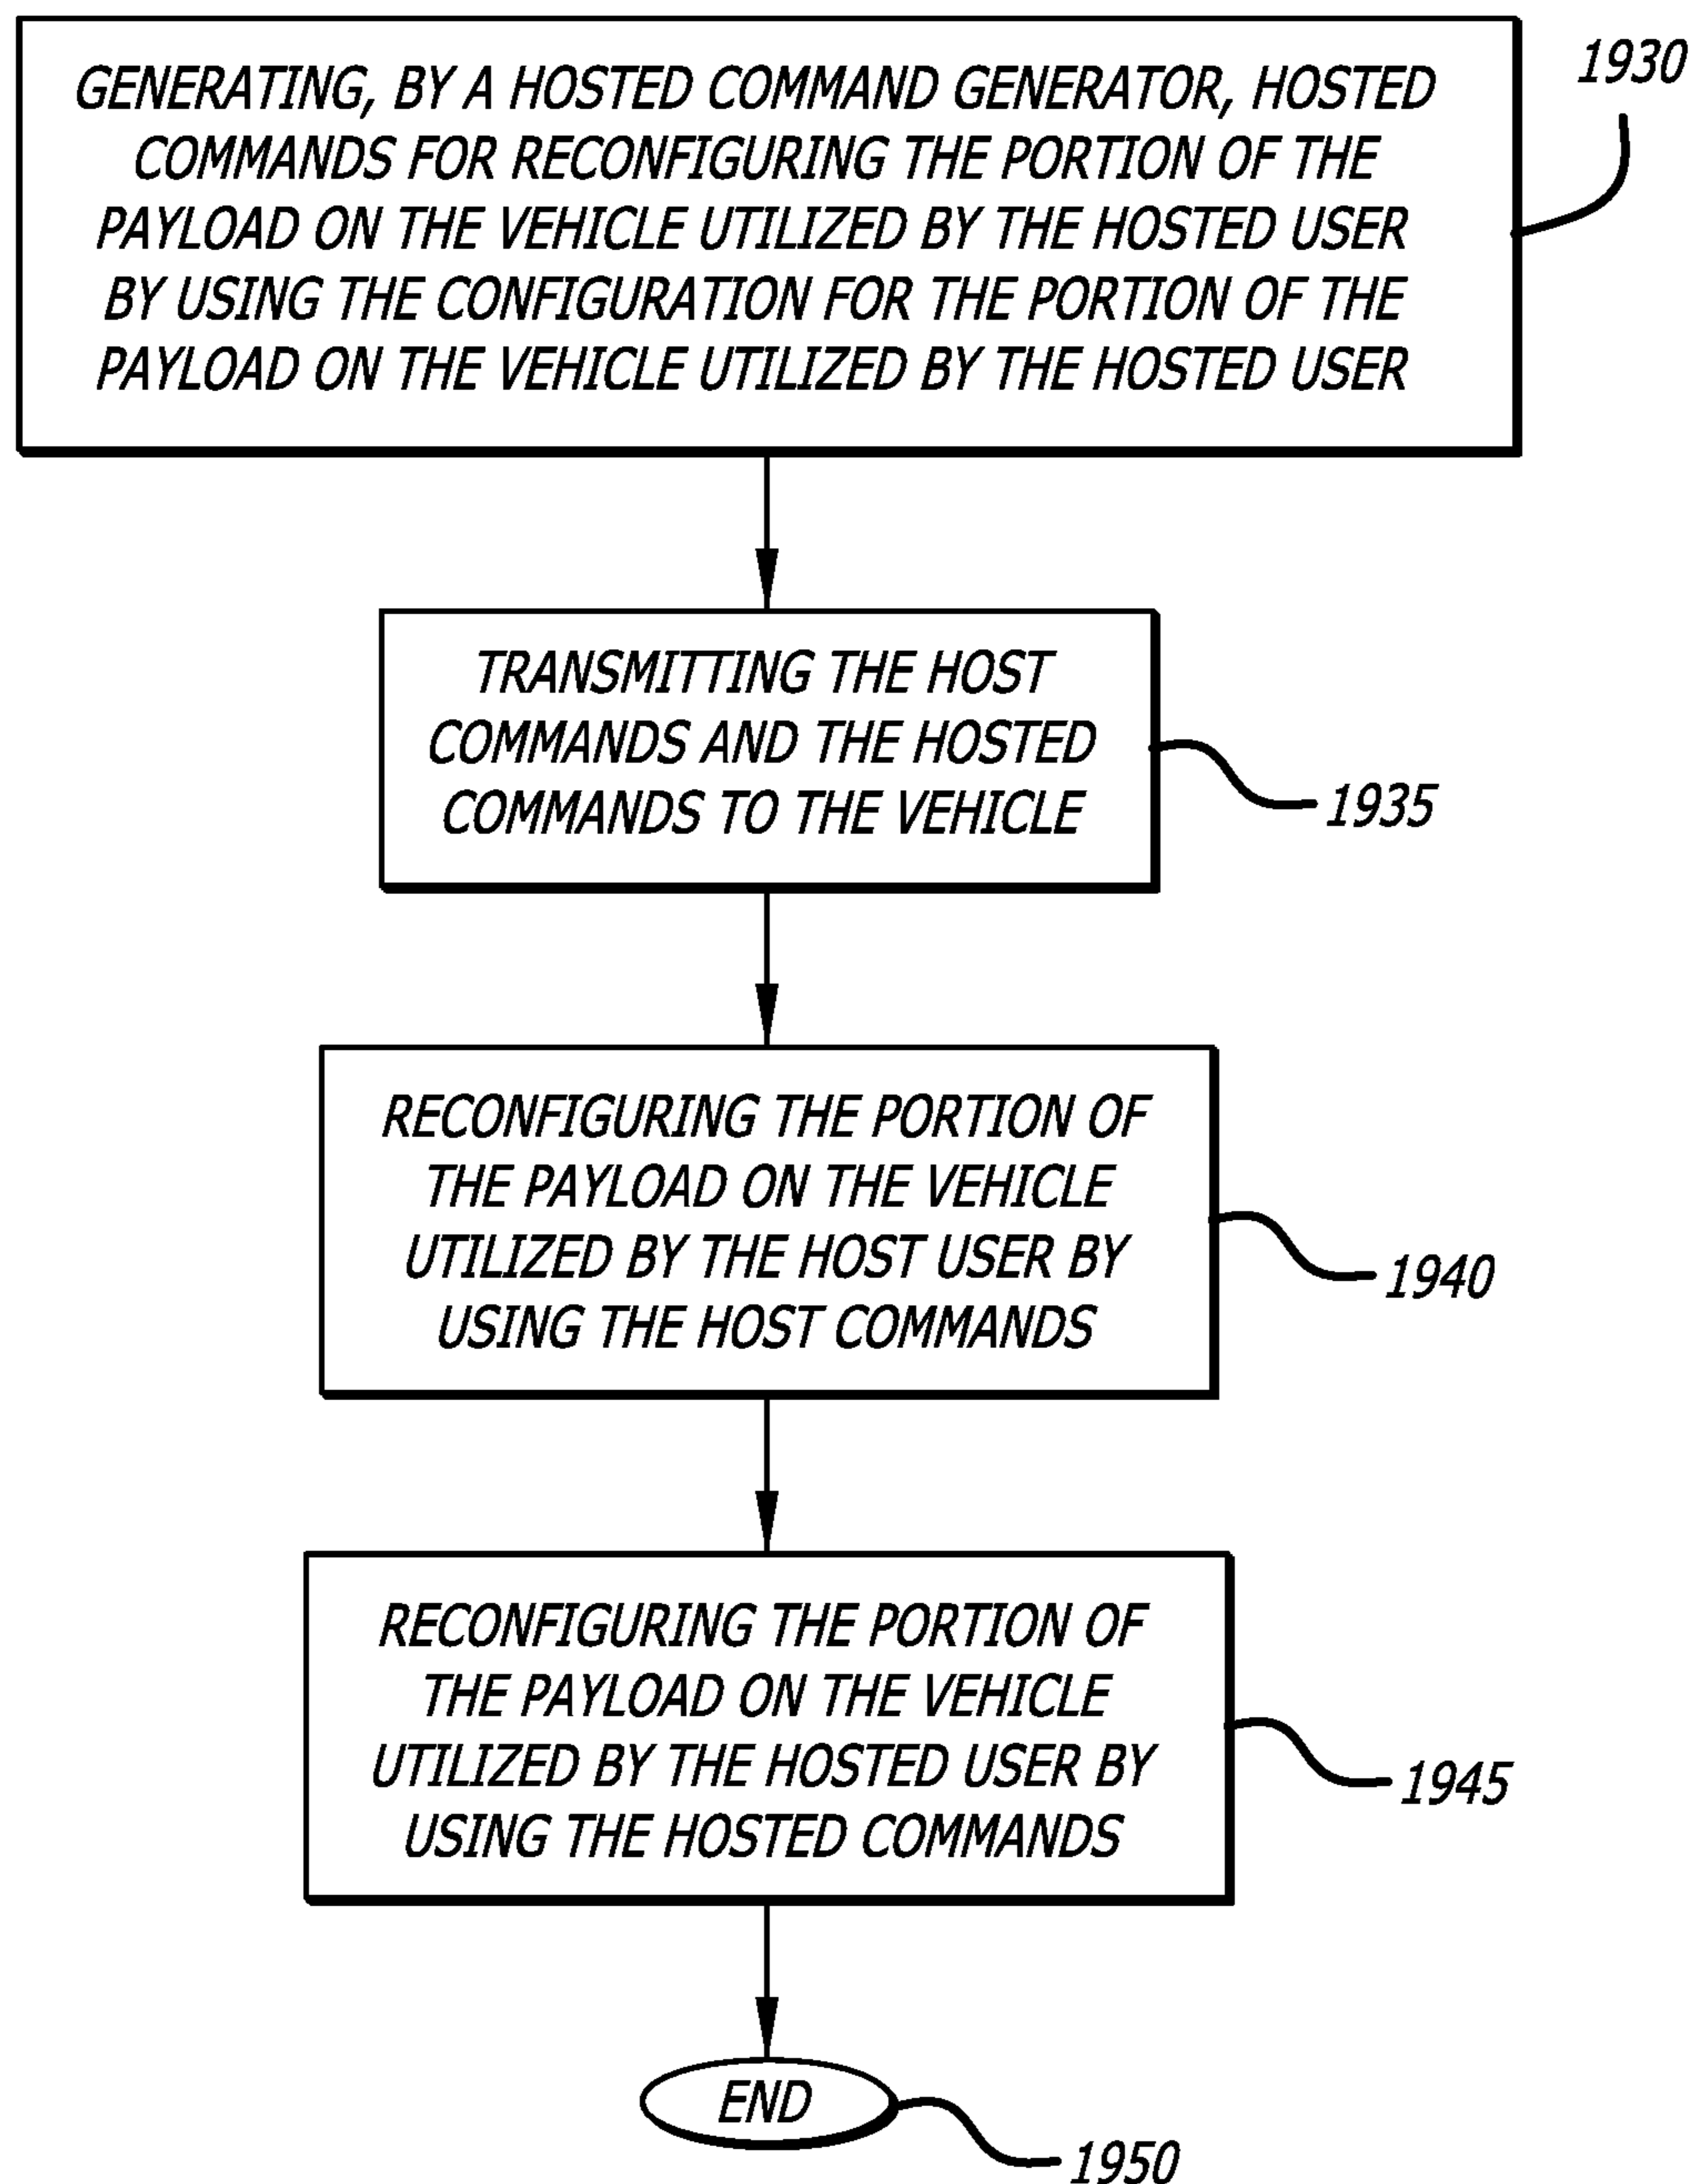 GENERATING, BY A HOSTED COMMAND GENERATOR, HOSTED
COMMANDS FOR RECONFIGURING THE PORTION OF THE
PAYLOAD ON THE VEHICLE UTILIZED BY THE HOSTED USER
BY USING THE CONFIGURATION FOR THE PORTION OF THE
PAYLOAD ON THE VEHICLE UTILIZED BY THE HOSTED USER
1930
TRANSMITTING THE HOST
COMMANDS AND THE HOSTED
COMMANDS TO THE VEHICLE
1935
RECONFIGURING THE PORTION OF
THE PAYLOAD ON THE VEHICLE
UTILIZED BY THE HOST USER BY
USING THE HOST COMMANDS
1940
RECONFIGURING THE PORTION OF
THE PAYLOAD ON THE VEHICLE
UTILIZED BY THE HOSTED USER BY
USING THE HOSTED COMMANDS
1945
END
1950